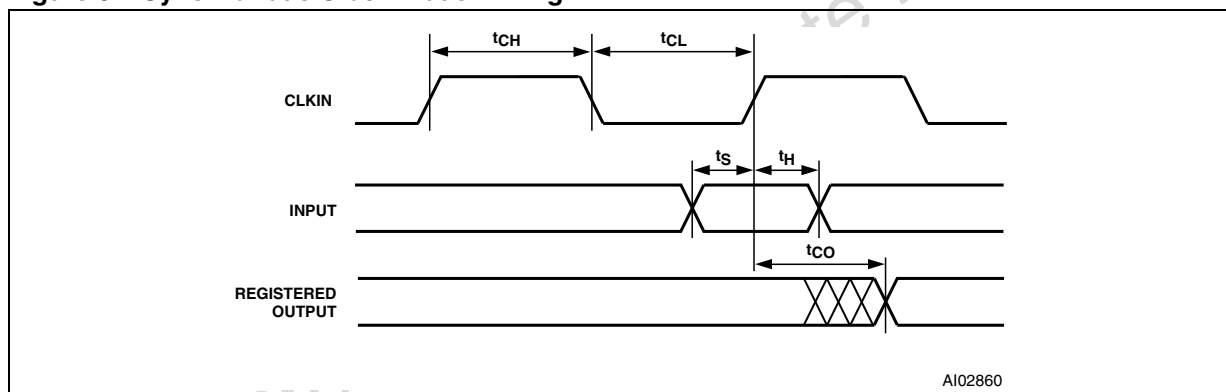 tCH
tCL
CLKIN
tS
tH
INPUT
tCO
REGISTERED
OUTPUT
AI02860